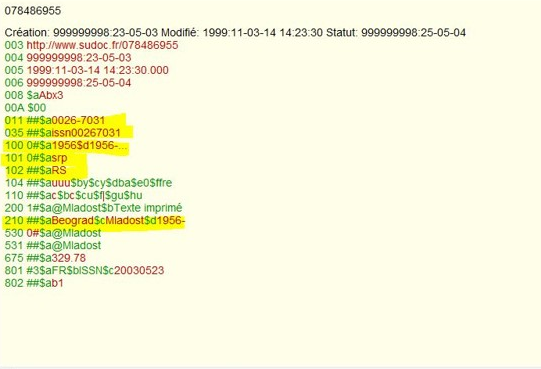 078486955
Création: 999999998:23-05-03 Modifié: 1999:11-03-14 14:23:30 Statut: 999999998:25-05-04
003 http://www.sudoc.fr/078486955
004 999999998:23-05-03
005 1999:11-03-14 14:23:30.000
006 999999998:25-05-04
008 $aAbx3
00A $00
011 ##$a0026-7031
035 ##$aissn00267031
100 0#$a1956$d1956-...
101 0#$asrp
102 ##$aRS
104 ##$auuu$by$cy$dba$e0$ffre
110 ##$ac$bc$cu$f|$gu$hu
200 1#$a@Mladost$bTexte imprimé
210 ##$aBeograd$cMladost$d1956-
530 0#$a@Mladost
531 ##$a@Mladost
675 ##$a329.78
801 #3$aFR$bISSN$c20030523
802 ##$ab1